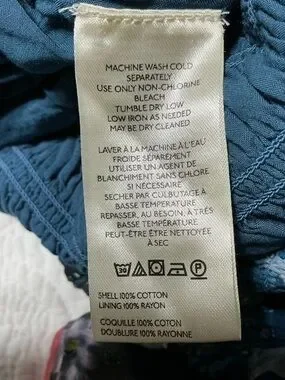 MACHINE WASH COLD
SEPARATELY
USE ONLY NON-CHLORINE
BLEACH
TUMBLE DRY LOW
LOW IRON AS NEEDED
MAY BE DRY CLEANED
LAVER À LA MACHINE À L'EAU
FROIDE SÉPARÉMENT
UTILISER UN AGENT DE
BLANCHIMENT SANS CHLORE
SI NÉCESSAIRE
SECHER PAR CULBUTAGE À
BASSE TEMPERATURE
REPASSER, AU BESOIN, À TRÈS
BASSE TEMPÉRATURE
PEUT-ÊTRE ÊTRE NETTOYÉE
À SEC
30 P
SHELL 100% COTTON
LINING 100% RAYON
COQUILLE 100% COTON
DOUBLURE 100% RAYONNE